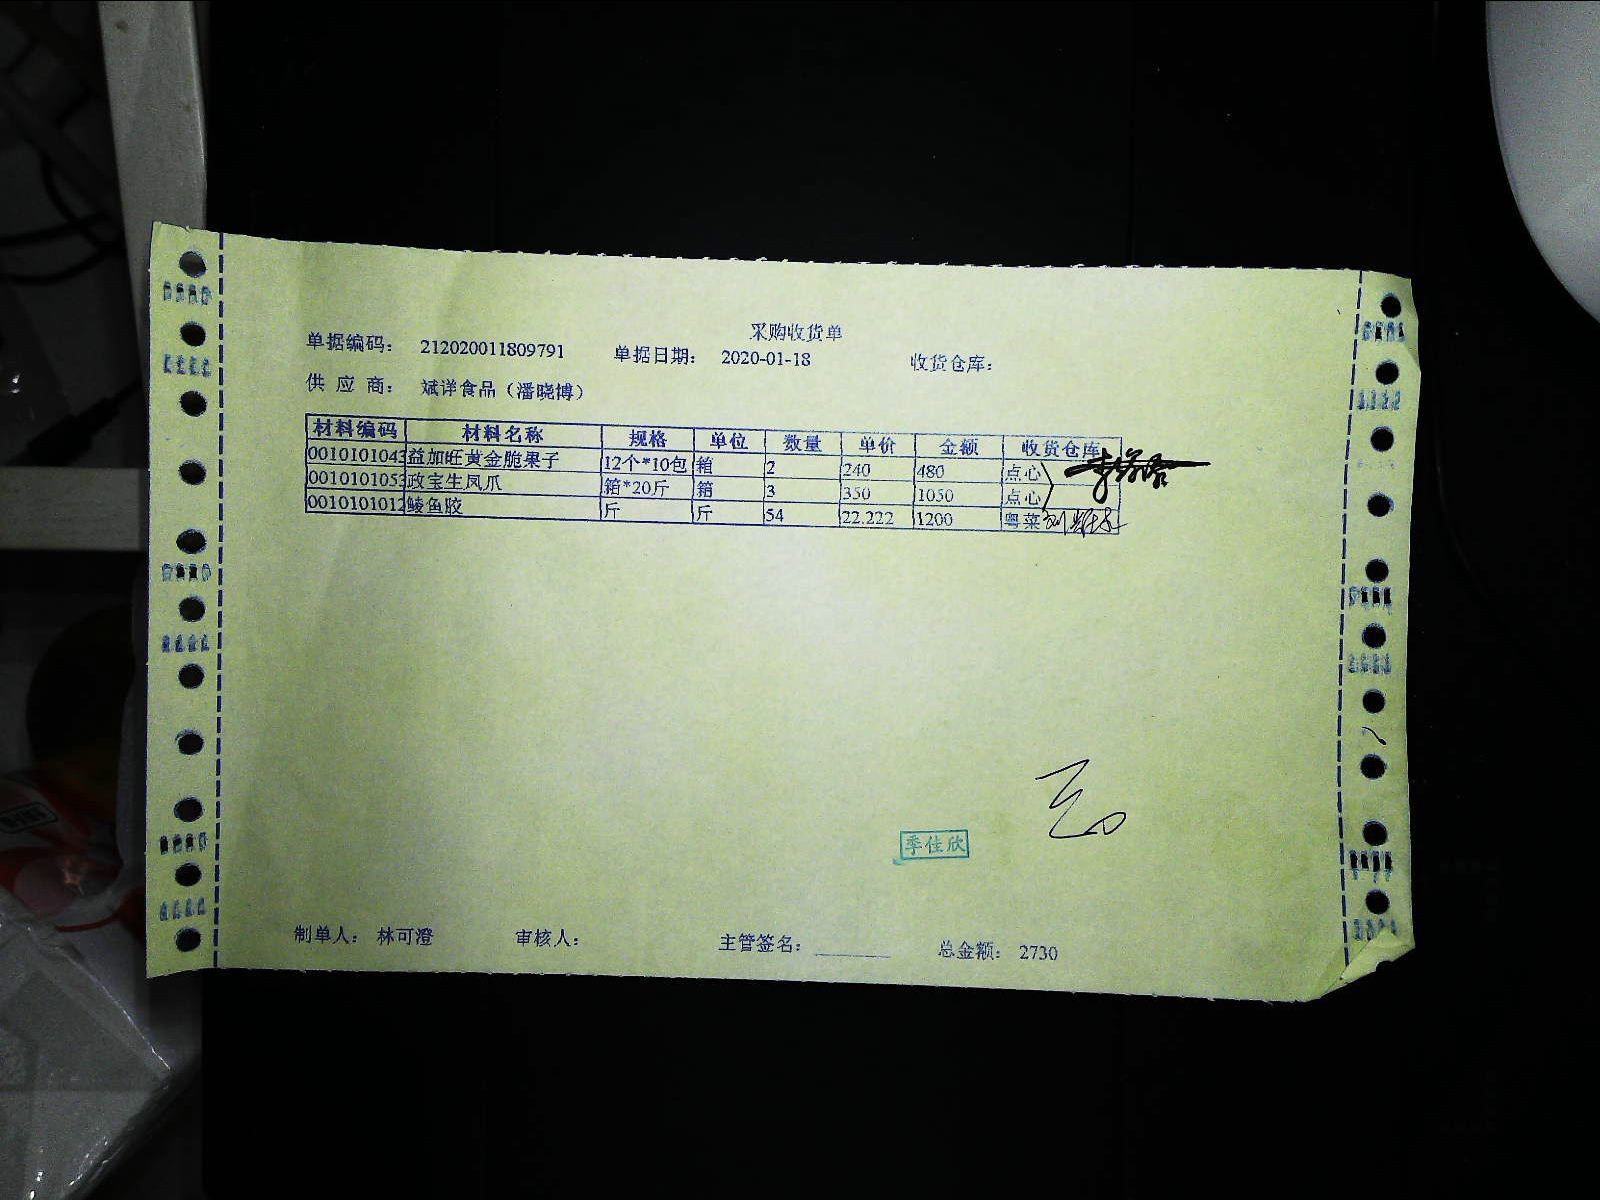 采购收货单
单据编码： 212020011809791 单据日期： 2020-01-18 收货仓库：
供 应 商： 斌详食品（潘晓博）
材料编码 材料名称 规格 单位 数量 单价 金额 收货仓库
0010101043 益加旺黄金脆果子 12个*10包 箱 2 240 480 点心
0010101053 政宝生凤爪 箱*20斤 箱 3 350 1050 点心
0010101012 鲮鱼胶 斤 斤 54 22.222 1200 粤菜
季佳欣
制单人： 林可澄 审核人： 主管签名： 总金额： 2730